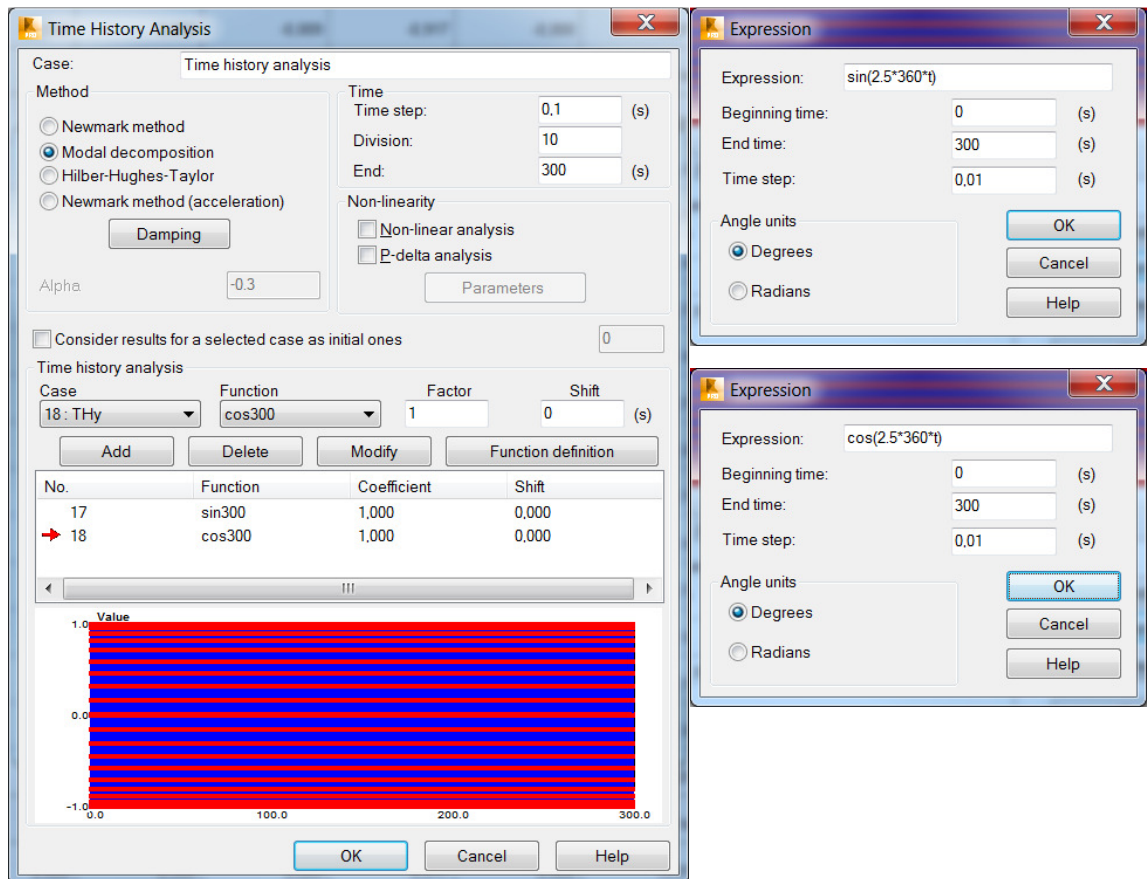 Time History Analysis
Case: Time history analysis
Method
Newmark method
Modal decomposition
Hilber-Hughes-Taylor
Newmark method (acceleration)
Damping
Alpha -0.3
Time
Time step: 0,1 (s)
Division: 10
End: 300 (s)
Non-linearity
Non-linear analysis
P-delta analysis
Parameters
Consider results for a selected case as initial ones 0
Time history analysis
Case Function Factor Shift
18 : THy cos300 1 0 (s)
Add Delete Modify Function definition
No. Function Coefficient Shift
17 sin300 1,000 0,000
18 cos300 1,000 0,000
Value
1.0
0.0
-1.0
0.0 100.0 200.0 300.0
OK Cancel Help
Expression
Expression: sin(2.5*360*t)
Beginning time: 0 (s)
End time: 300 (s)
Time step: 0,01 (s)
Angle units
Degrees
Radians
OK
Cancel
Help
Expression
Expression: cos(2.5*360*t)
Beginning time: 0 (s)
End time: 300 (s)
Time step: 0,01 (s)
Angle units
Degrees
Radians
OK
Cancel
Help